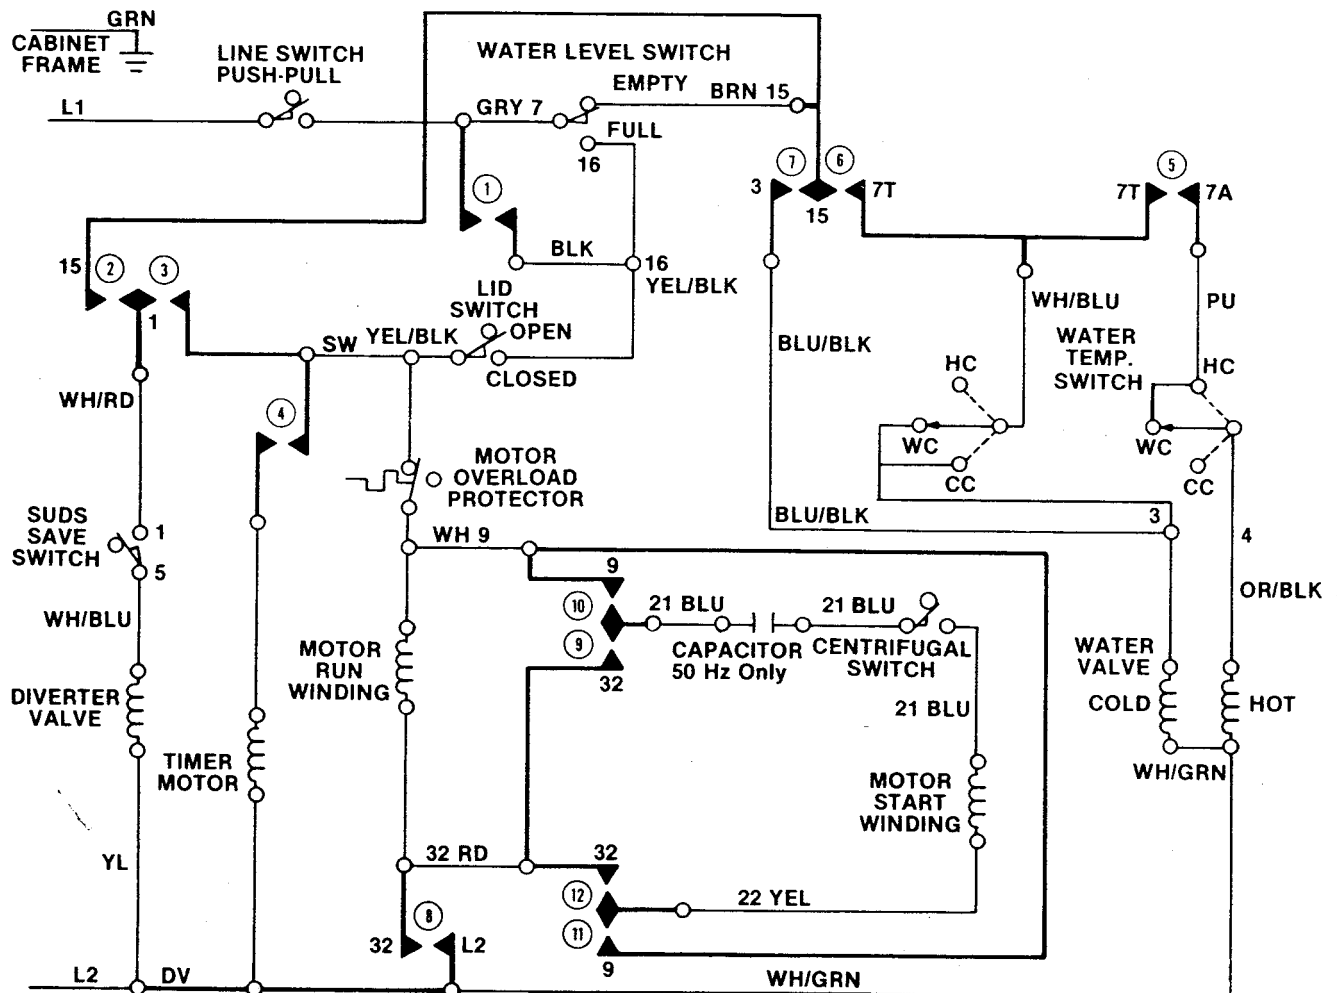 GRN
CABINET
FRAME
LINE SWITCH
PUSH-PULL
WATER LEVEL SWITCH
EMPTY
BRN 15
L1
GRY 7
FULL
16
1
7
6
5
3
15
7T
7T
7A
BLK
16
YEL/BLK
15
2
3
1
LID
SWITCH
OPEN
SW
YEL/BLK
CLOSED
WH/BLU
PU
BLU/BLK
WATER
TEMP.
SWITCH
HC
HC
WH/RD
4
WC
CC
WC
CC
MOTOR
OVERLOAD
PROTECTOR
SUDS
SAVE
SWITCH
1
5
WH 9
BLU/BLK
3
4
9
10
21 BLU
21 BLU
OR/BLK
WH/BLU
9
32
CAPACITOR
50 Hz Only
CENTRIFUGAL
SWITCH
MOTOR
RUN
WINDING
WATER
VALVE
COLD
HOT
DIVERTER
VALVE
21 BLU
TIMER
MOTOR
WH/GRN
MOTOR
START
WINDING
YL
32 RD
32
12
22 YEL
8
11
32
L2
9
L2
DV
WH/GRN